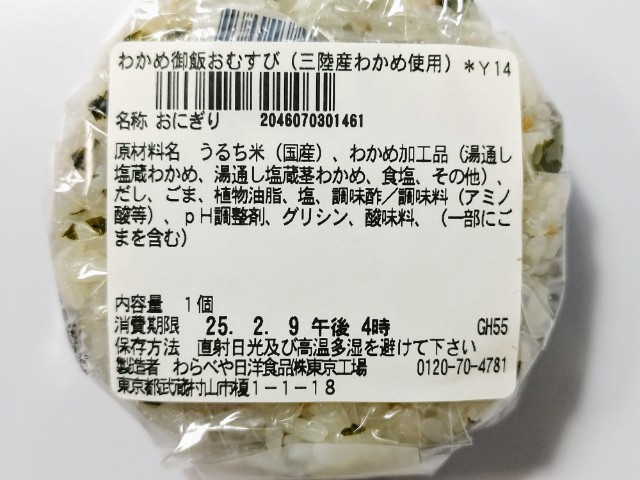 わかめ御飯おむすび（三陸産わかめ使用）＊Y14
名称 おにぎり 2046070301461
原材料名 うるち米（国産）、わかめ加工品（湯通し
塩蔵わかめ、湯通し塩蔵茎わかめ、食塩、その他）、
だし、ごま、植物油脂、塩、調味酢／調味料（アミノ
酸等）、ｐH調整剤、グリシン、酸味料、（一部にご
まを含む）
内容量 １個
消費期限 25. 2. 9 午後 4時 GH55
保存方法 直射日光及び高温多湿を避けて下さい
製造者 わらべや日洋食品㈱東京工場 0120-70-4781
東京都武蔵村山市榎１－１－１８